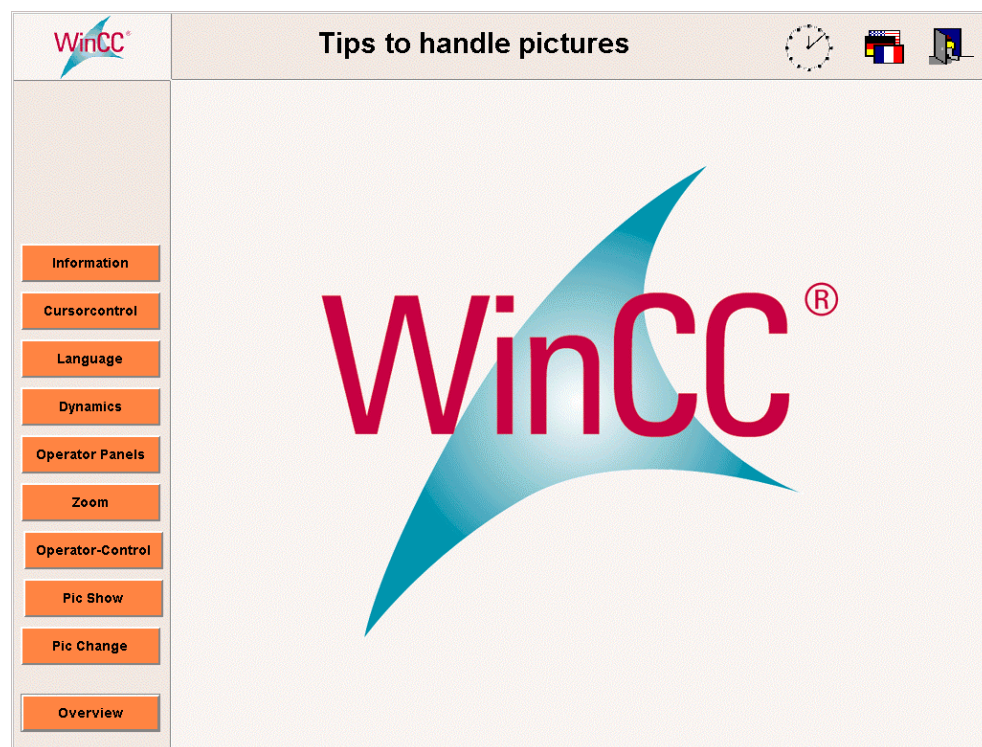 WinCC®
Tips to handle pictures
Information
Cursorcontrol
Language
Dynamics
Operator Panels
Zoom
Operator-Control
Pic Show
Pic Change
Overview
WinCC®